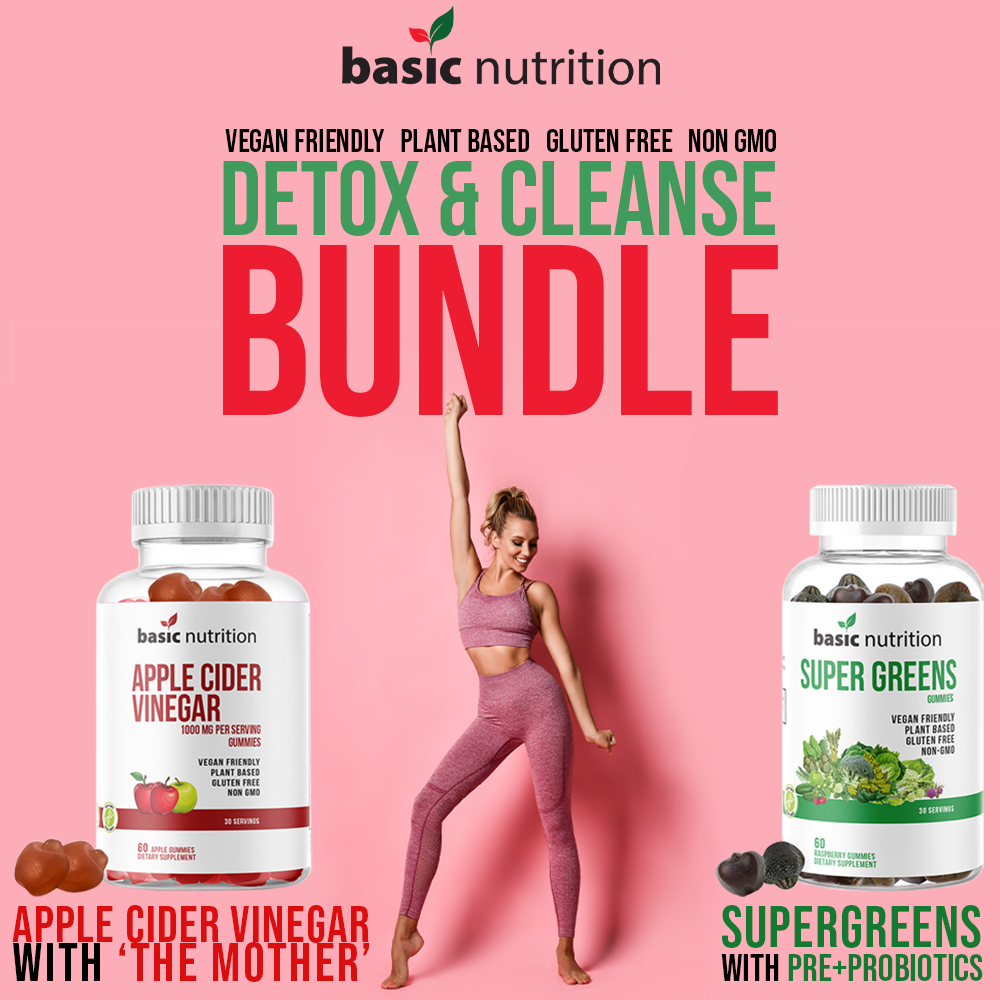 basic nutrition
VEGAN FRIENDLY PLANT BASED GLUTEN FREE NON GMO
DETOX & CLEANSE
BUNDLE
basic nutrition
APPLE CIDER
VINEGAR
1000 MG PER SERVING
GUMMIES
VEGAN FRIENDLY
PLANT BASED
GLUTEN FREE
NON GMO
30 SERVINGS
60 APPLE GUMMIES
DIETARY SUPPLEMENT
APPLE CIDER VINEGAR
WITH ‘THE MOTHER’
basic nutrition
SUPER GREENS
GUMMIES
VEGAN FRIENDLY
PLANT BASED
GLUTEN FREE
NON-GMO
30 SERVINGS
60
RASPBERRY GUMMIES
DIETARY SUPPLEMENT
SUPERGREENS
WITH PRE+PROBIOTICS